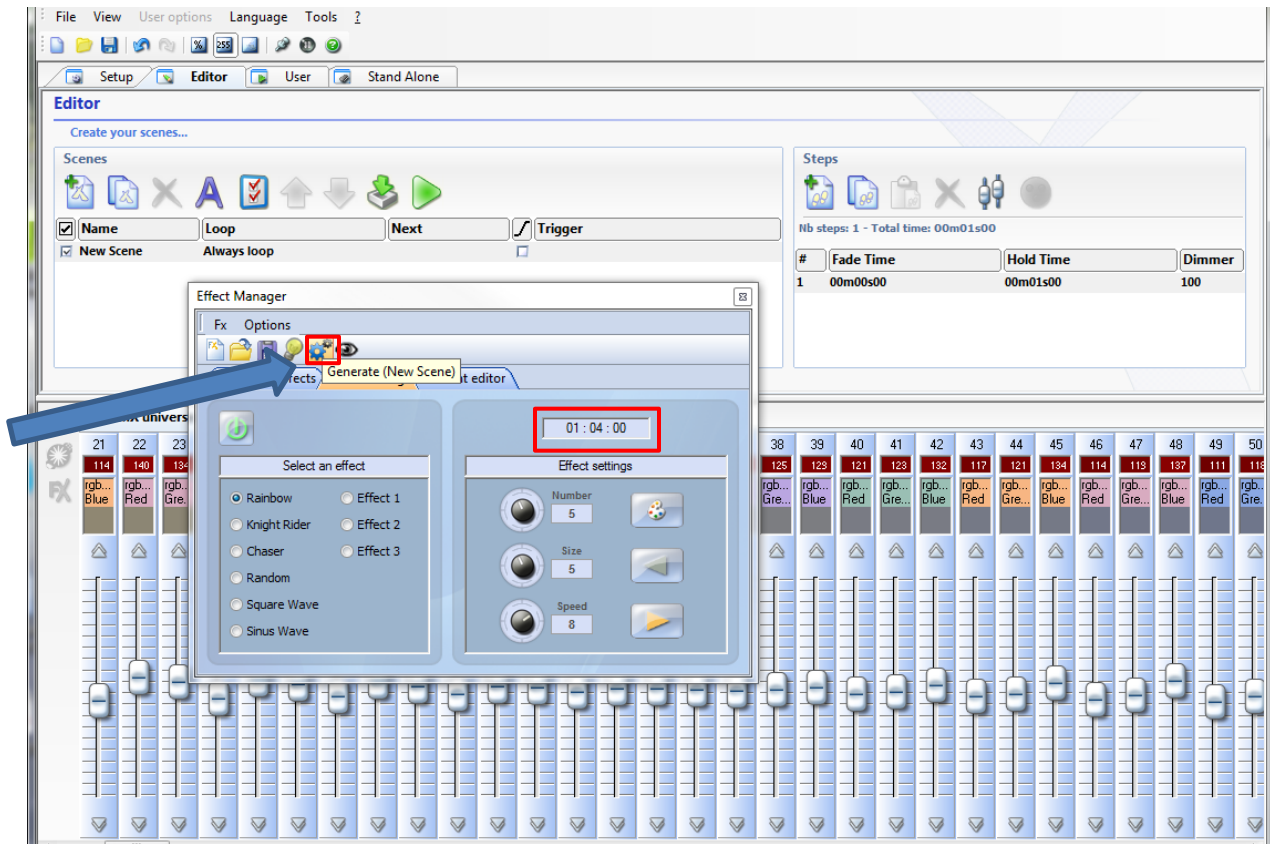 File View User options Language Tools ?
% 255
Setup Editor User Stand Alone
Editor
Create your scenes...
Scenes
Name Loop Next Trigger
New Scene Always loop
Steps
Nb steps: 1 - Total time: 00m01s00
# Fade Time Hold Time Dimmer
1 00m00s00 00m01s00 100
Effect Manager
Fx Options
Generate (New Scene)
editor
01 : 04 : 00
Select an effect
Rainbow Effect 1
Knight Rider Effect 2
Chaser Effect 3
Random
Square Wave
Sinus Wave
Effect settings
Number
5
Size
5
Speed
8
FX
21 22 23 38 39 40 41 42 43 44 45 46 47 48 49 50
114 140 134 125 129 121 123 132 117 121 134 114 119 137 111 118
rgb... rgb... rgb... rgb... rgb... rgb... rgb... rgb... rgb... rgb... rgb... rgb... rgb... rgb... rgb... rgb...
Blue Red Gre. Gre... Blue Red Gre... Blue Red Gre... Blue Red Gre... Blue Red Gre.